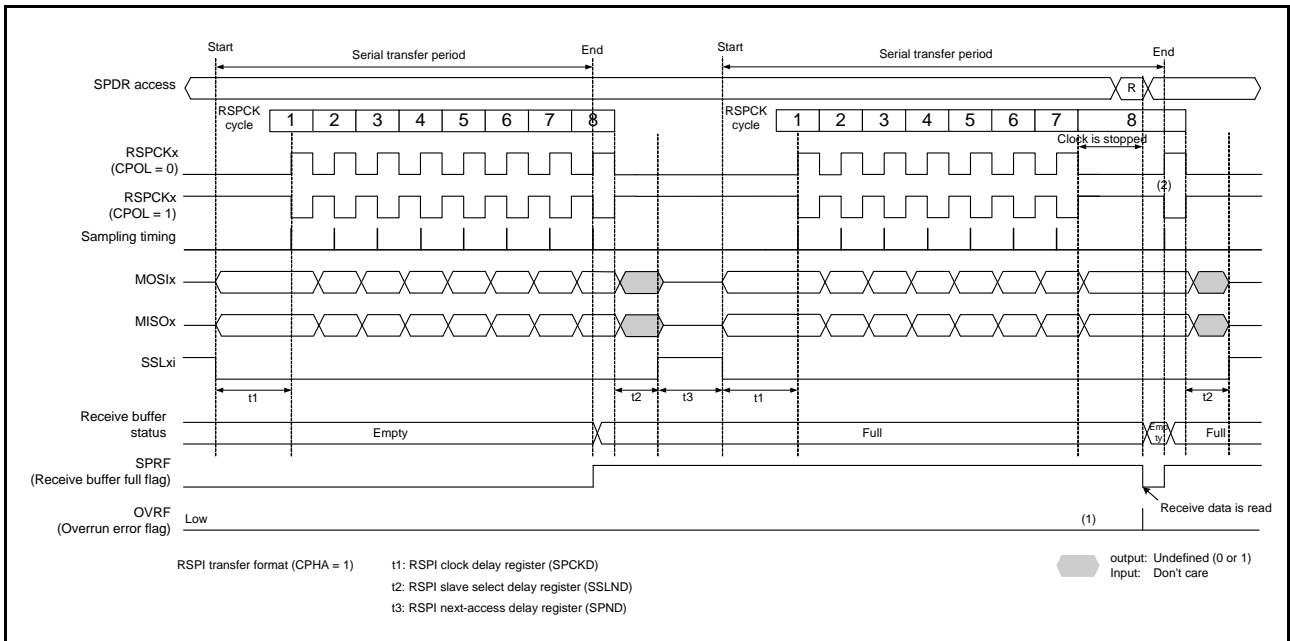 Start
Serial transfer period
End
Start
Serial transfer period
End
SPDR access
R
RSPCK
cycle
1 2 3 4 5 6 7 8
RSPCK
cycle
1 2 3 4 5 6 7 8
Clock is stopped
RSPCKx
(CPOL = 0)
(2)
RSPCKx
(CPOL = 1)
Sampling timing
MOSIx
MISOx
SSLxi
t1
t2
t3
t1
t2
Receive buffer
status
Empty
Full
Emp
ty
Full
SPRF
(Receive buffer full flag)
Receive data is read
OVRF
(Overrun error flag)
Low
(1)
RSPI transfer format (CPHA = 1)
t1: RSPI clock delay register (SPCKD)
t2: RSPI slave select delay register (SSLND)
t3: RSPI next-access delay register (SPND)
output: Undefined (0 or 1)
Input: Don't care